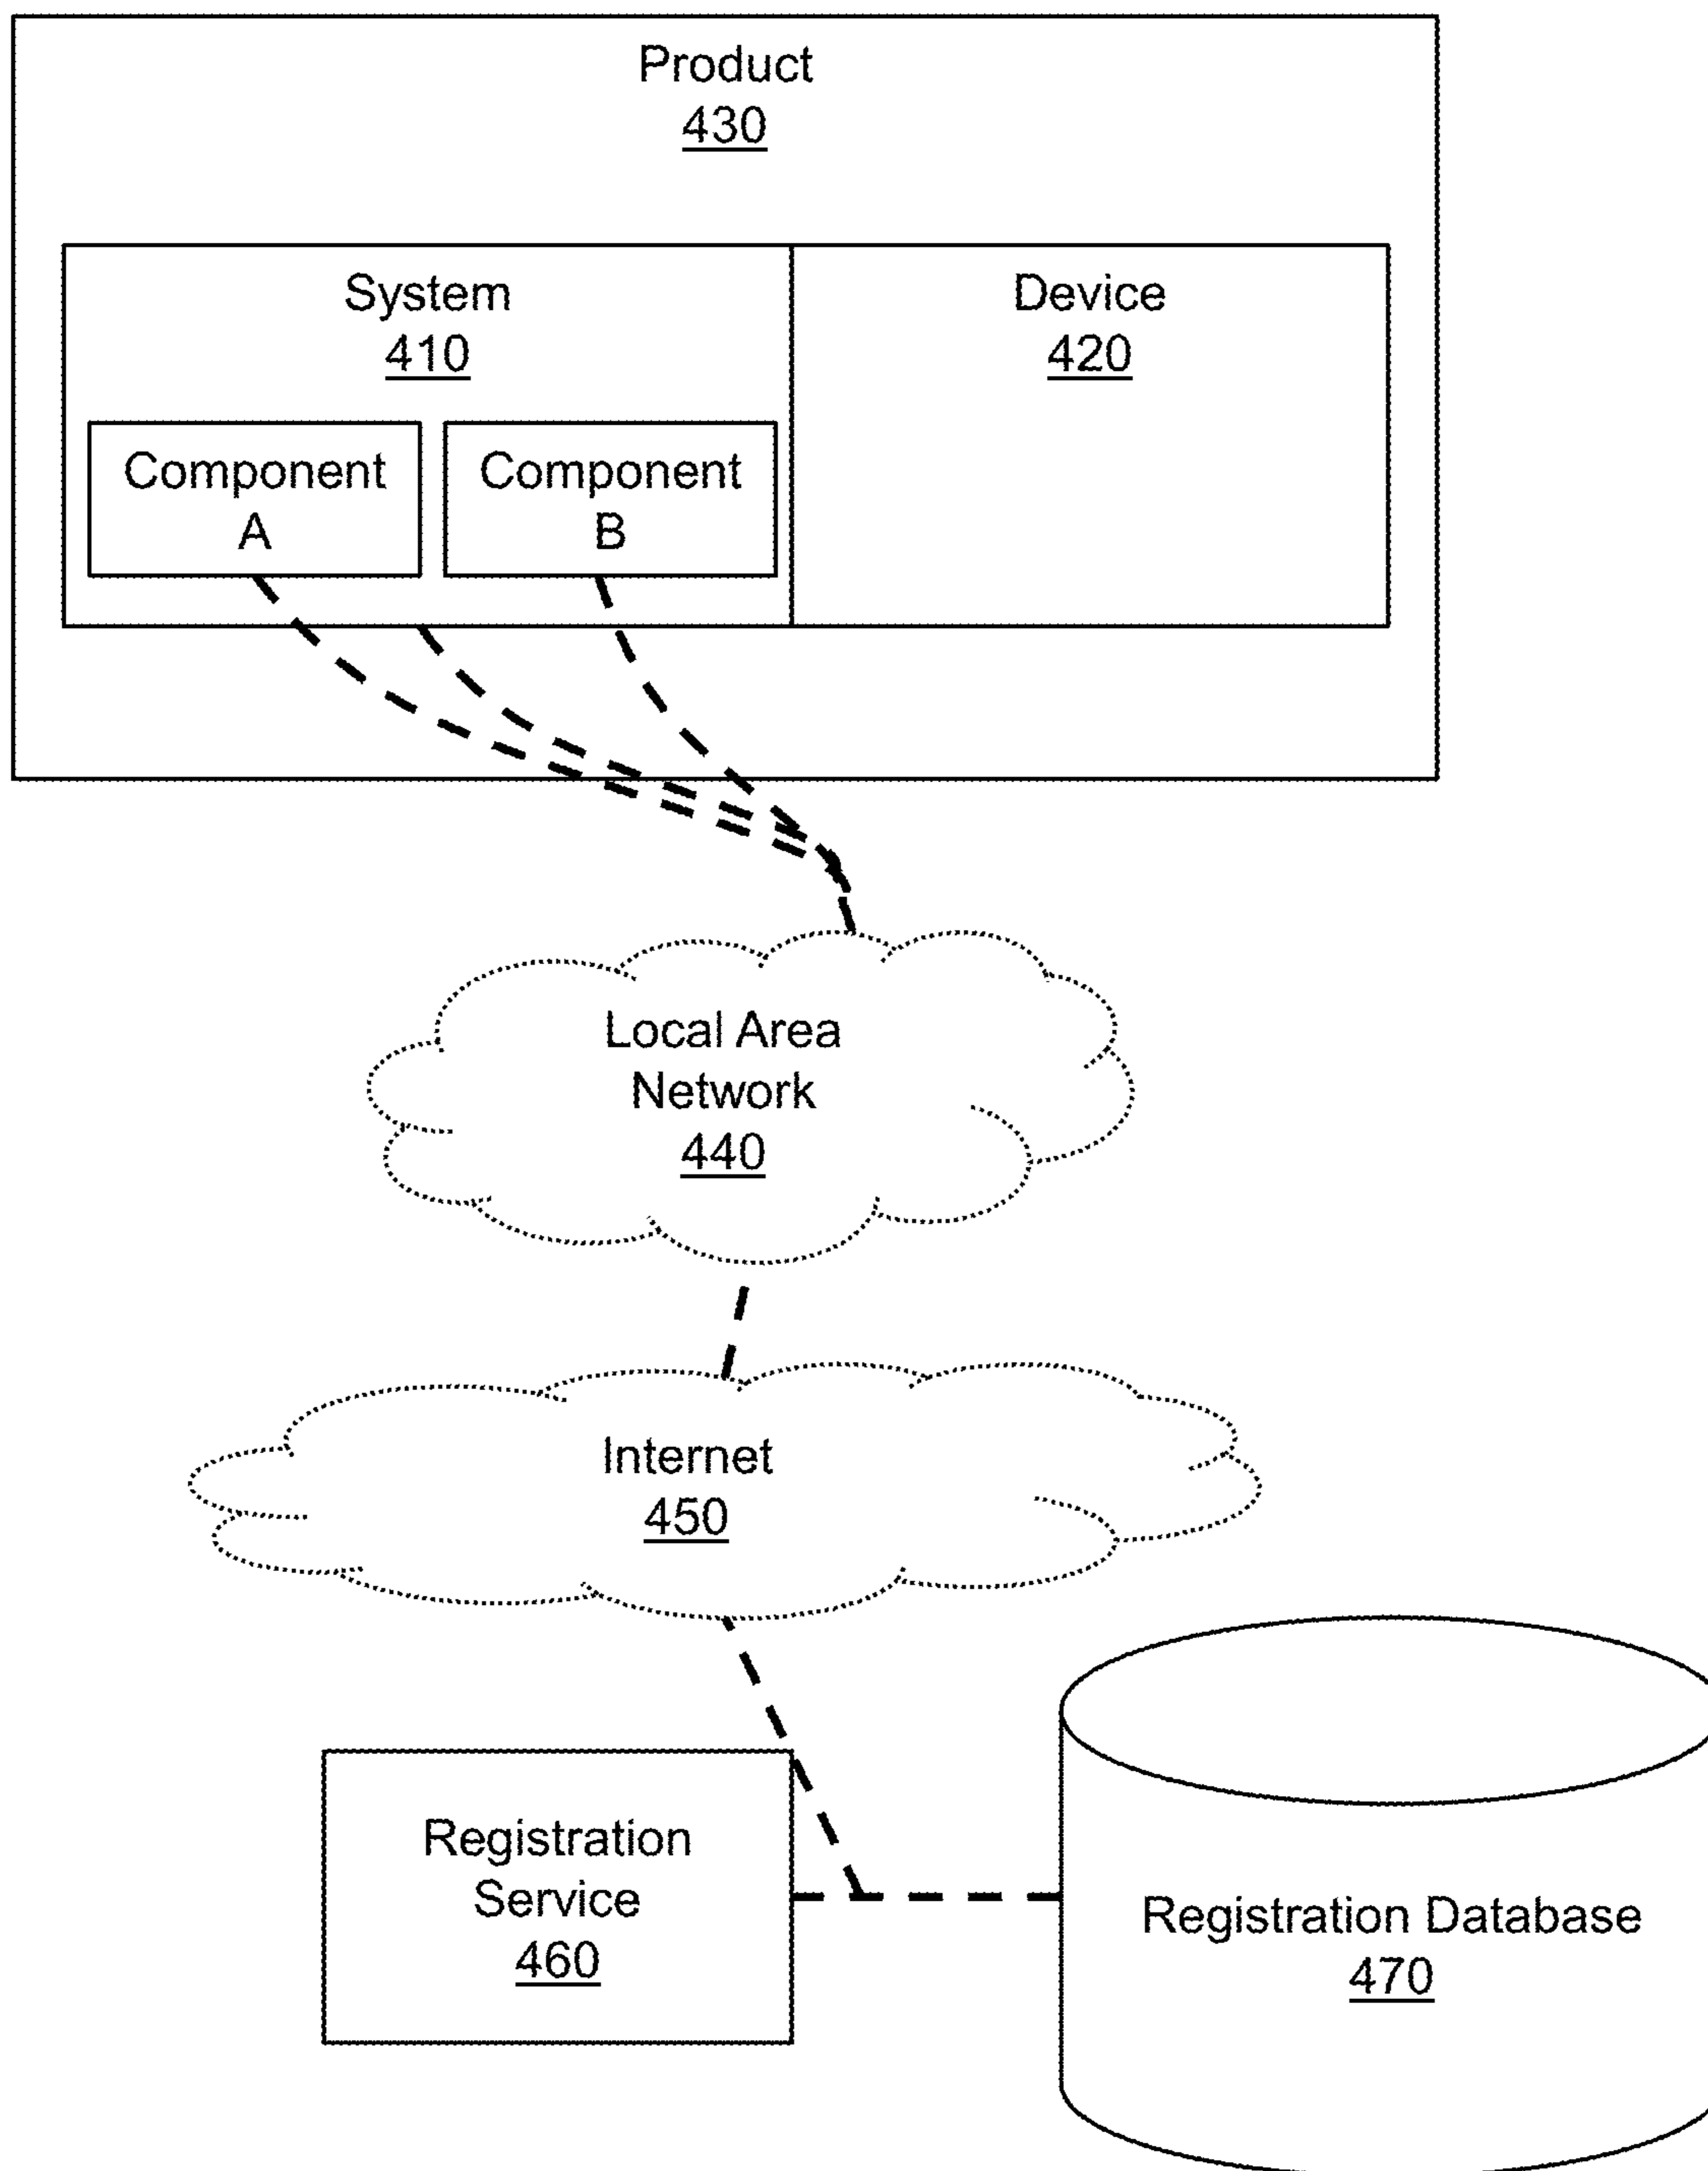 Product
430
System
410
Device
420
Component
A
Component
B
Local Area
Network
440
Internet
450
Registration
Service
460
Registration Database
470